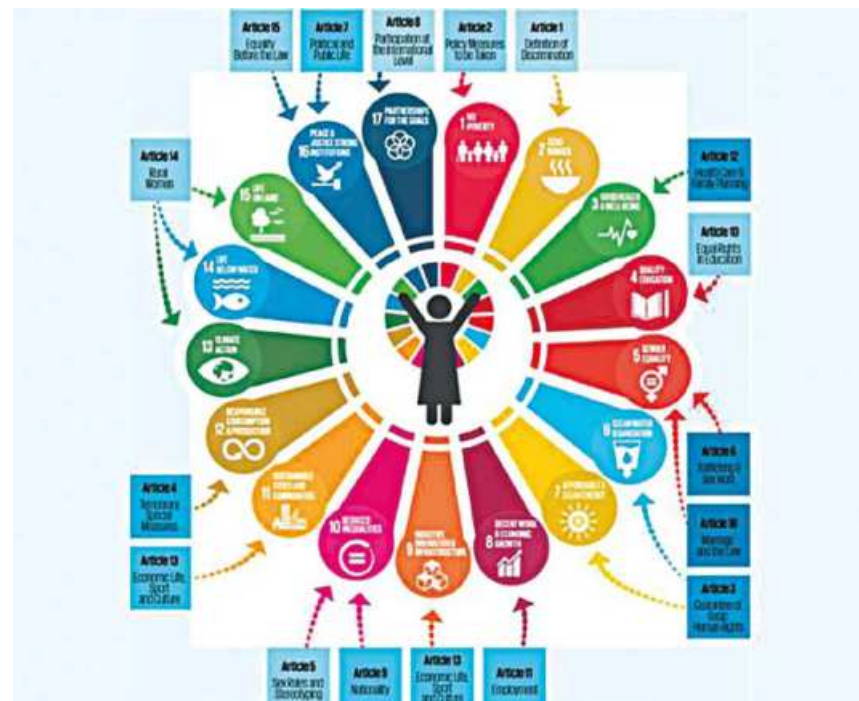 Article 15
Equality
Before the Law
Article 7
Political and
Public Life
Article 8
Participation at
the International
Level
Article 2
Policy Measures
to be Taken
Article 1
Definition of
Discrimination
Article 14
Rural
Women
Article 12
Health Care &
Family Planning
Article 10
Equal Rights
in Education
17 PARTNERSHIPS
FOR THE GOALS
1 NO
POVERTY
2 ZERO
HUNGER
3 GOOD HEALTH
& WELL-BEING
4 QUALITY
EDUCATION
5 GENDER
EQUALITY
6 CLEAN WATER
& SANITATION
7 AFFORDABLE &
CLEAN ENERGY
8 DECENT WORK
& ECONOMIC
GROWTH
9 INDUSTRY,
INNOVATION &
INFRASTRUCTURE
10 REDUCED
INEQUALITIES
11 SUSTAINABLE
CITIES AND
COMMUNITIES
12 RESPONSIBLE
CONSUMPTION
& PRODUCTION
13 CLIMATE
ACTION
14 LIFE
BELOW WATER
15 LIFE
ON LAND
16 PEACE &
JUSTICE STRONG
INSTITUTIONS
Article 6
Trafficking &
Sex Work
Article 16
Marriage
and the Law
Article 3
Guarantee of
Basic
Human Rights
Article 4
Temporary
Special
Measures
Article 13
Economic Life,
Sport
and Culture
Article 5
Sex Roles and
Stereotyping
Article 9
Nationality
Article 13
Economic Life,
Sport
and Culture
Article 11
Employment